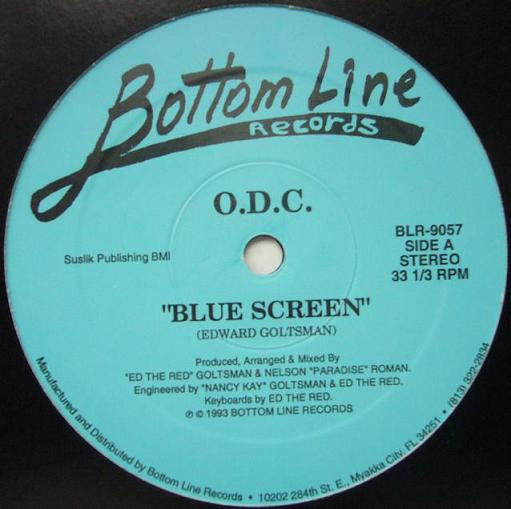 Bottom Line
Records
O.D.C.
BLR-9057
SIDE A
STEREO
33 1/3 RPM
Suslik Publishing BMI
"BLUE SCREEN"
(EDWARD GOLTSMAN)
Produced, Arranged & Mixed By
"ED THE RED" GOLTSMAN & NELSON "PARADISE" ROMAN.
Engineered by "NANCY KAY" GOLTSMAN & ED THE RED.
Keyboards by ED THE RED.
℗ © 1993 BOTTOM LINE RECORDS
Manufactured and Distributed by Bottom Line Records • 10202 284th St. E., Myakka City, FL 34251 • (813) 322-2834